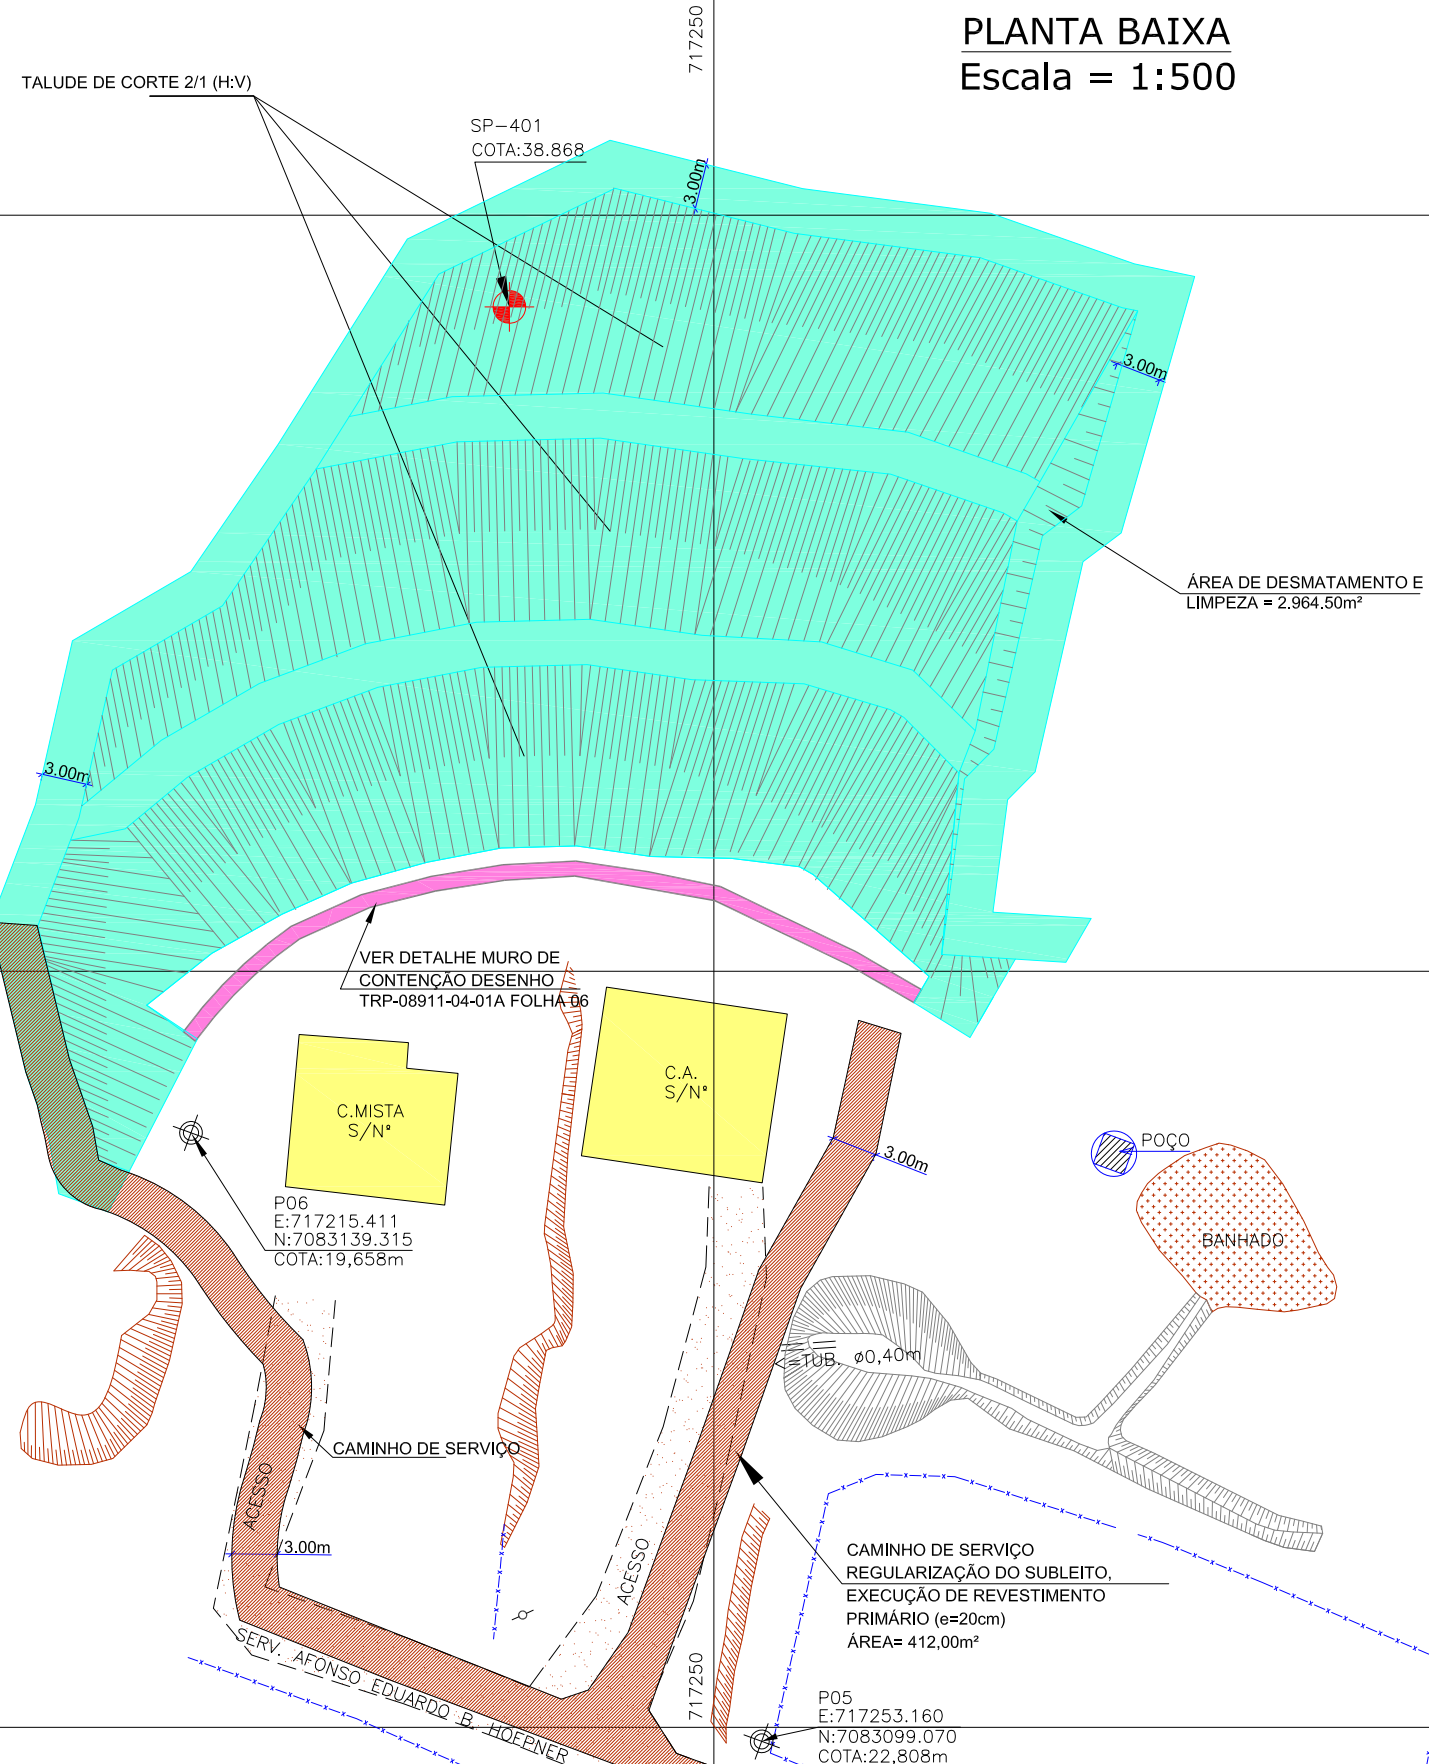 PLANTA BAIXA
Escala = 1:500
717250
TALUDE DE CORTE 2/1 (H:V)
SP-401
COTA:38.868
3.00m
3.00m
ÁREA DE DESMATAMENTO E
LIMPEZA = 2.964.50m²
3.00m
VER DETALHE MURO DE
CONTENÇÃO DESENHO
TRP-08911-04-01A FOLHA 06
C.A.
S/Nº
C.MISTA
S/Nº
3.00m
POÇO
P06
E:717215.411
N:7083139.315
COTA:19,658m
BANHADO
=TUB. ø0,40m
CAMINHO DE SERVIÇO
ACESSO
3.00m
ACESSO
CAMINHO DE SERVIÇO
REGULARIZAÇÃO DO SUBLEITO,
EXECUÇÃO DE REVESTIMENTO
PRIMÁRIO (e=20cm)
ÁREA= 412,00m²
SERV. AFONSO EDUARDO B. HOEPNER
717250
P05
E:717253.160
N:7083099.070
COTA:22,808m